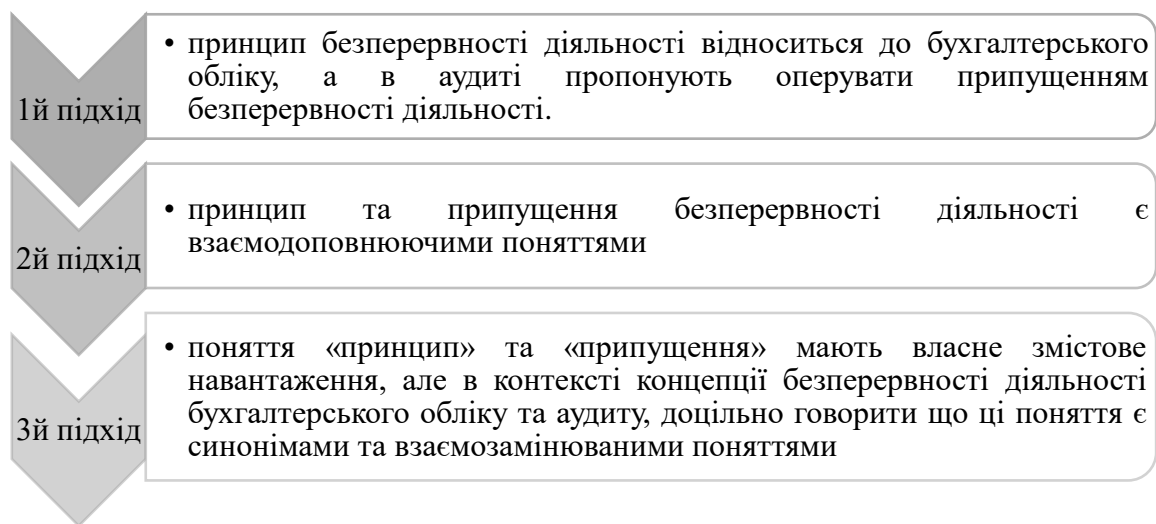 1й підхід
• принцип безперервності діяльності відноситься до бухгалтерського
обліку, а в аудиті пропонують оперувати припущенням
безперервності діяльності.
2й підхід
• принцип та припущення безперервності діяльності є
взаємодоповнюючими поняттями
3й підхід
• поняття «принцип» та «припущення» мають власне змістове
навантаження, але в контексті концепції безперервності діяльності
бухгалтерського обліку та аудиту, доцільно говорити що ці поняття є
синонімами та взаємозамінюваними поняттями